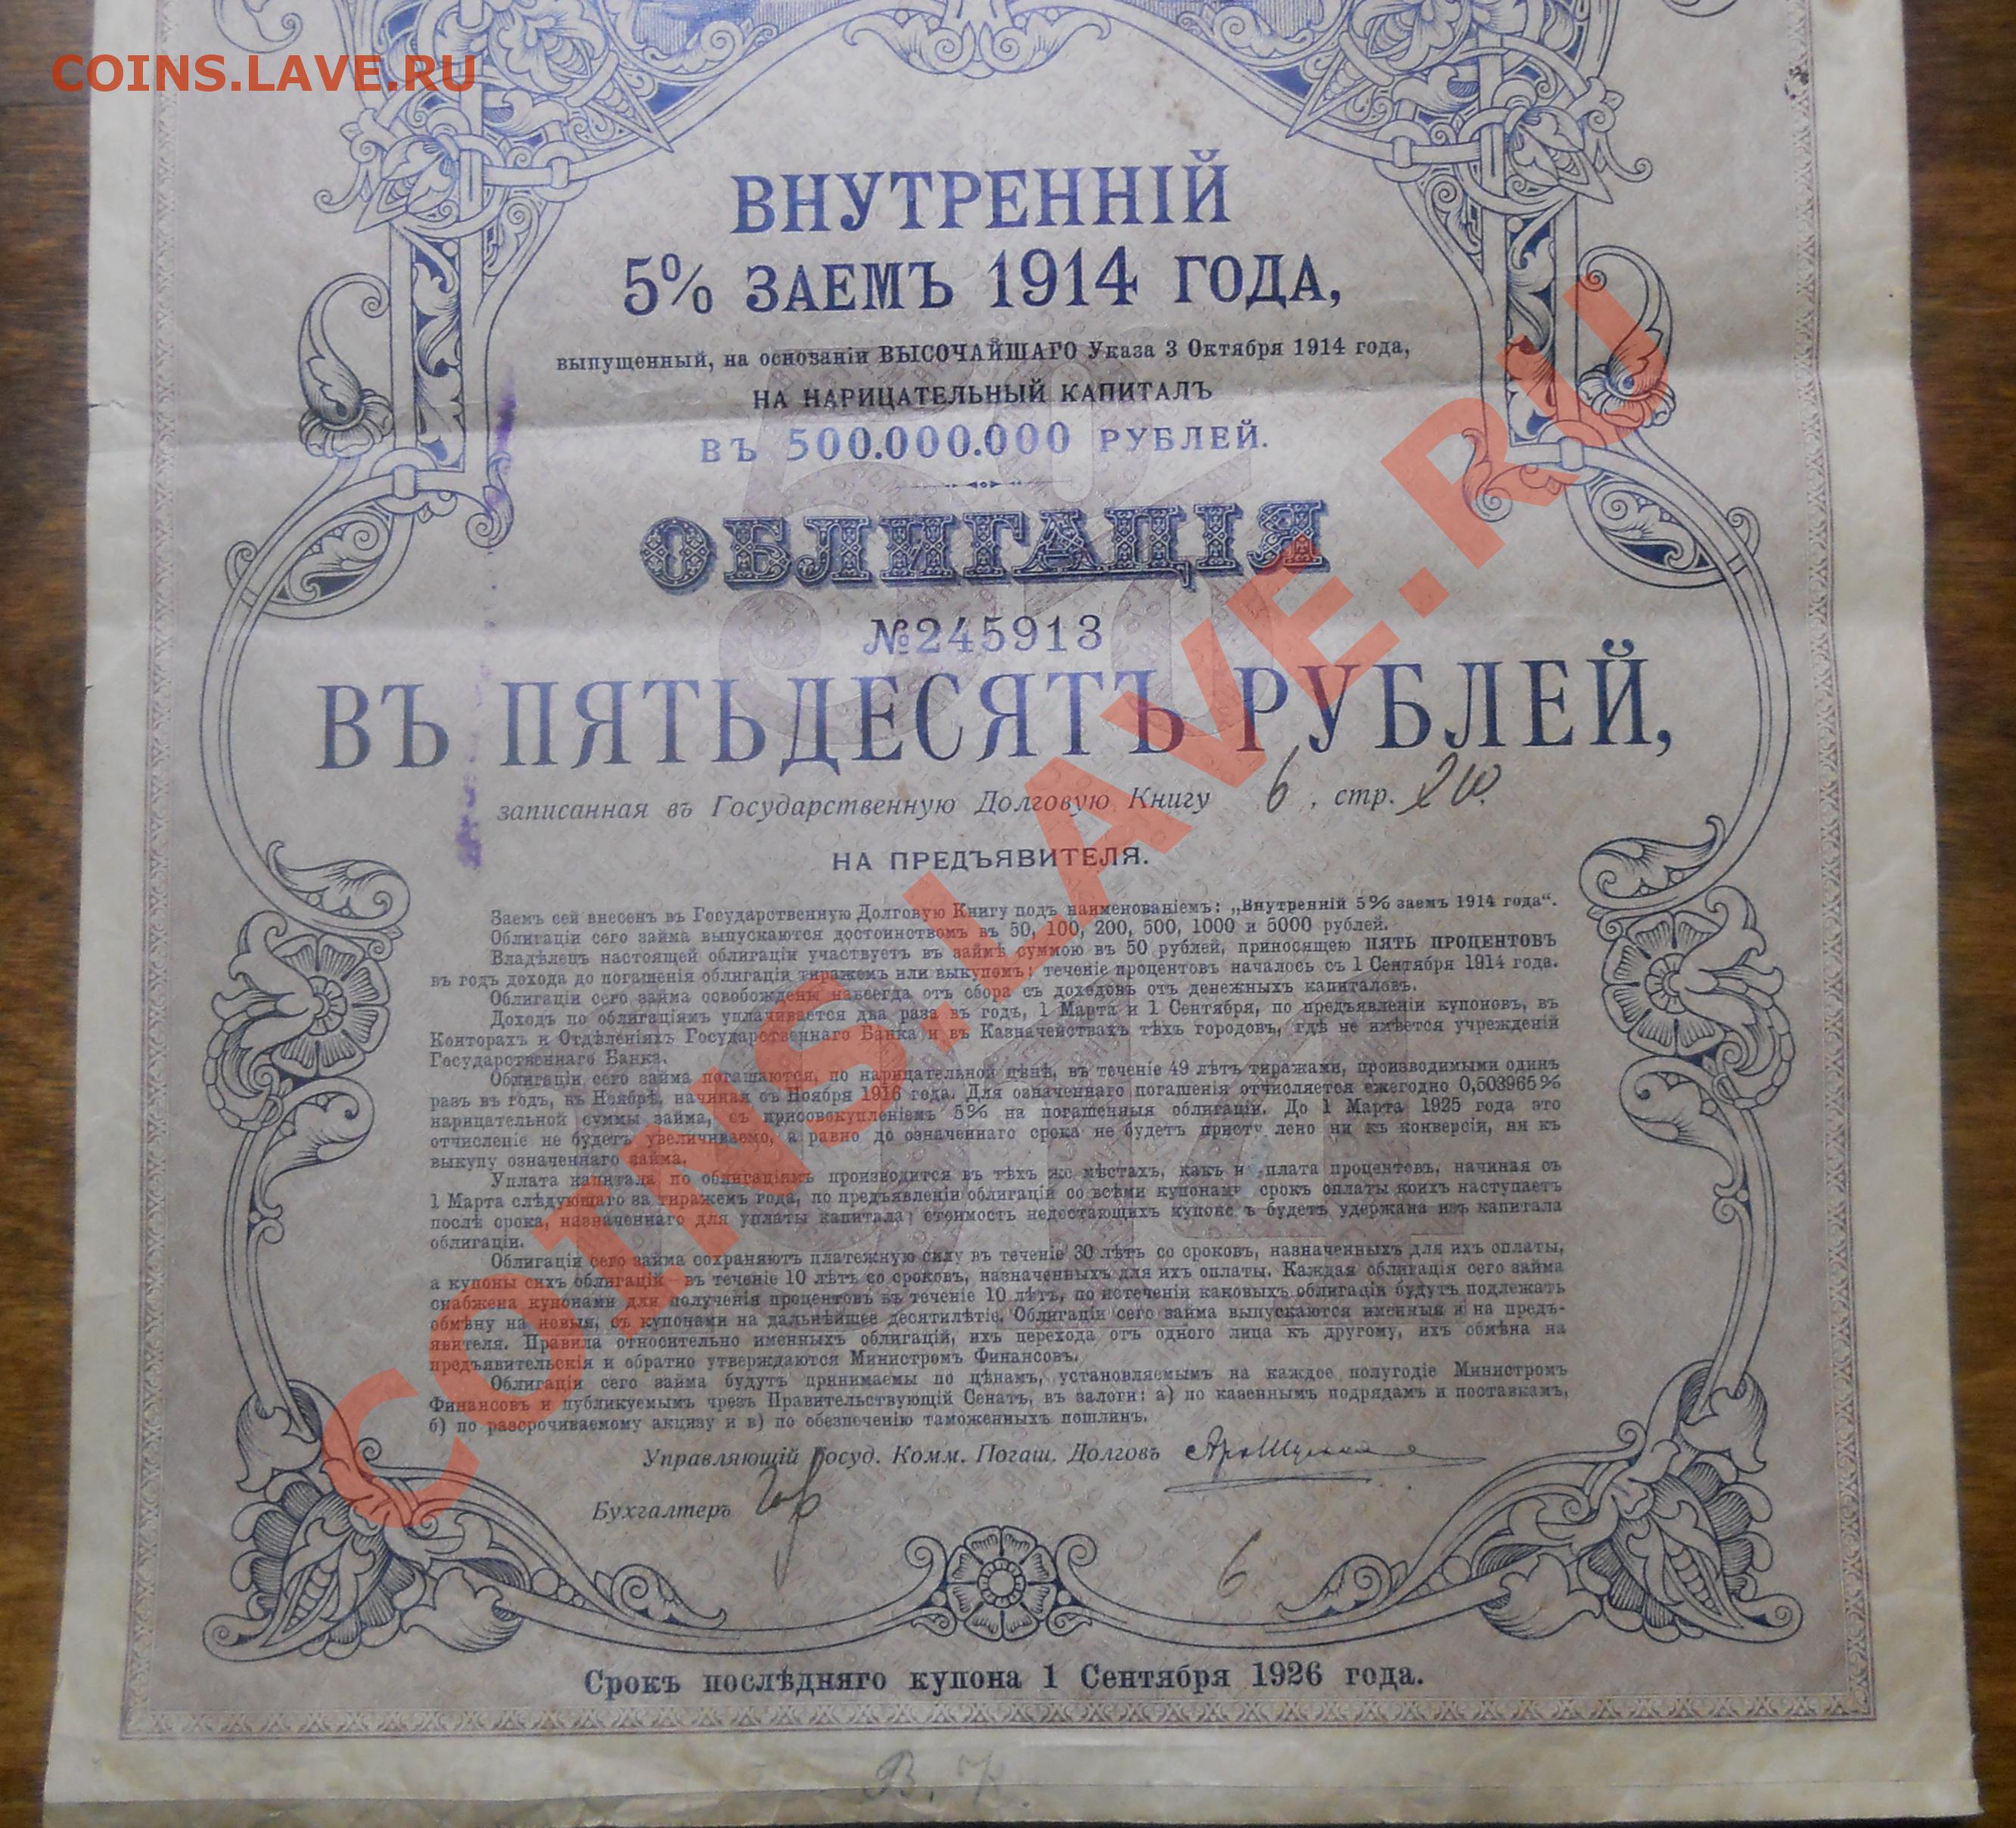 COINS.LAVE.RU
ВНУТРЕННІЙ
5% ЗАЕМЪ 1914 ГОДА,
выпущенный, на основаніи ВЫСОЧАЙШАГО Указа 3 Октября 1914 года,
НА НАРИЦАТЕЛЬНЫЙ КАПИТАЛЪ
ВЪ 500.000.000 РУБЛЕЙ.
ОБЛИГАЦІЯ
№245913
ВЪ ПЯТЬДЕСЯТЪ РУБЛЕЙ,
записанная въ Государственную Долговую Книгу 6, стр. 210.
НА ПРЕДЪЯВИТЕЛЯ.
Заемъ сей внесенъ въ Государственную Долговую Книгу подъ наименованіемъ: „Внутренній 5% заемъ 1914 года“.
Облигаціи сего займа выпускаются достоинствомъ въ 50, 100, 200, 500, 1000 и 5000 рублей.
Владѣлецъ настоящей облигаціи участвуетъ въ займѣ суммою въ 50 рублей, приносящею ПЯТЬ ПРОЦЕНТОВЪ
въ годъ дохода до погашенія облигаціи тиражемъ или выкупомъ; теченіе процентовъ началось съ 1 Сентября 1914 года.
Облигаціи сего займа освобождены навсегда отъ сбора съ доходовъ отъ денежныхъ капиталовъ.
Доходъ по облигаціямъ уплачивается два раза въ годъ, 1 Марта и 1 Сентября, по предъявленіи купоновъ, въ
Конторахъ и Отдѣленіяхъ Государственнаго Банка и въ Казначействахъ тѣхъ городовъ, гдѣ не имѣется учрежденій
Государственнаго Банка.
Облигаціи сего займа погашаются, по нарицательной цѣнѣ, въ теченіе 49 лѣтъ тиражами, производимыми одинъ
разъ въ годъ, въ Ноябрѣ, начиная съ Ноября 1916 года. Для означеннаго погашенія отчисляется ежегодно 0,503965%
нарицательной суммы займа, съ присовокупленіемъ 5% на погашенныя облигаціи. До 1 Марта 1925 года это
отчисленіе не будетъ увеличиваемо, а равно до означеннаго срока не будетъ присту лено ни къ конверсіи, ни къ
выкупу означеннаго займа.
Уплата капитала по облигаціямъ производится въ тѣхъ же мѣстахъ, какъ и плата процентовъ, начиная съ
1 Марта слѣдующаго за тиражемъ года, по предъявленіи облигацій со всѣми купонами срокъ оплаты коихъ наступаетъ
послѣ срока, назначеннаго для уплаты капитала; стоимость недостающихъ купоно ъ будетъ удержана изъ капитала
облигаціи.
Облигаціи сего займа сохраняютъ платежную силу въ теченіе 30 лѣтъ со сроковъ, назначенныхъ для ихъ оплаты,
а купоны сихъ облигацій въ теченіе 10 лѣтъ со сроковъ, назначенныхъ для ихъ оплаты. Каждая облигація сего займа
снабжена купонами для полученія процентовъ въ теченіе 10 лѣтъ, по истеченіи каковыхъ облигаціи будутъ подлежать
обмѣну на новыя, съ купонами на дальнѣйшее десятилѣтіе. Облигаціи сего займа выпускаются именныя и на предъ-
явителя. Правила относительно именныхъ облигацій, ихъ перехода отъ одного лица къ другому, ихъ обмѣна на
предъявительскія и обратно утверждаются Министромъ Финансовъ.
Облигаціи сего займа будутъ принимаемы по цѣнамъ, установляемымъ на каждое полугодіе Министромъ
Финансовъ и публикуемымъ чрезъ Правительствующій Сенатъ, въ залоги: а) по казеннымъ подрядамъ и поставкамъ,
б) по разсрочиваемому акцизу и в) по обезпеченію таможенныхъ пошлинъ.
Управляющій Госуд. Комм. Погаш. Долговъ
Бухгалтеръ
6
Срокъ послѣдняго купона 1 Сентября 1926 года.
В. К.
COINS.LAVE.RU